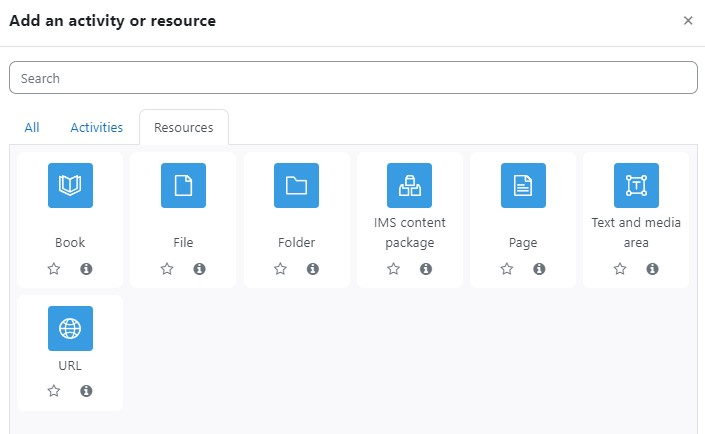 Add an activity or resource
Search
All
Activities
Resources
Book
File
Folder
IMS content
package
Page
Text and media
area
URL